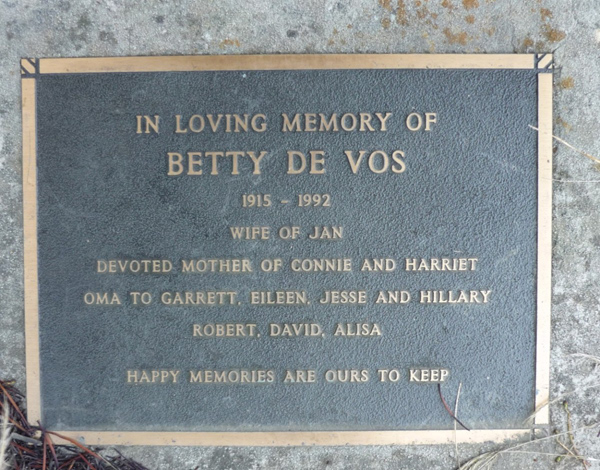 IN LOVING MEMORY OF
BETTY DE VOS
1915 - 1992
WIFE OF JAN
DEVOTED MOTHER OF CONNIE AND HARRIET
OMA TO GARRETT, EILEEN, JESSE AND HILLARY
ROBERT, DAVID, ALISA
HAPPY MEMORIES ARE OURS TO KEEP